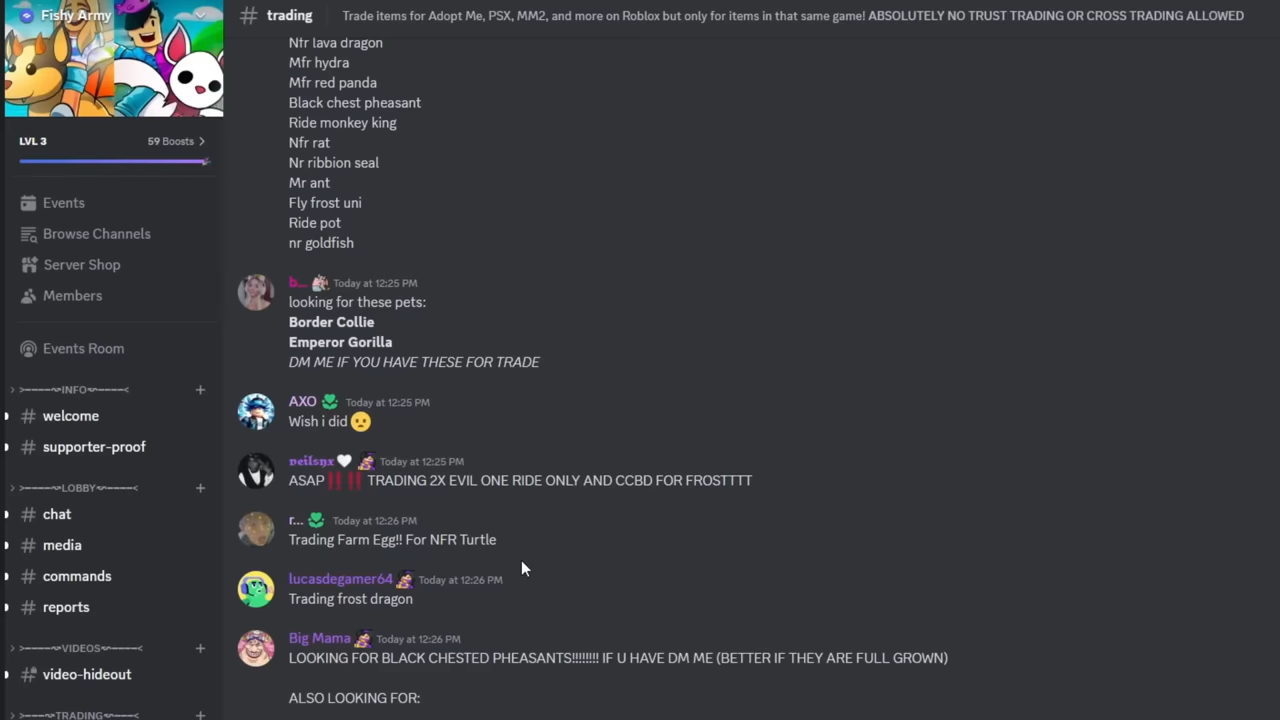 Fishy Army
LVL 3
59 Boosts
Events
Browse Channels
Server Shop
Members
Events Room
INFO
welcome
supporter-proof
LOBBY
chat
media
commands
reports
VIDEOS
video-hideout
TRADING
# trading
Trade items for Adopt Me, PSX, MM2, and more on Roblox but only for items in that same game! ABSOLUTELY NO TRUST TRADING OR CROSS TRADING ALLOWED
Nfr lava dragon
Mfr hydra
Mfr red panda
Black chest pheasant
Ride monkey king
Nfr rat
Nr ribbion seal
Mr ant
Fly frost uni
Ride pot
nr goldfish
b... Today at 12:25 PM
looking for these pets:
Border Collie
Emperor Gorilla
DM ME IF YOU HAVE THESE FOR TRADE
AXO Today at 12:25 PM
Wish i did 😦
Today at 12:25 PM
ASAP ‼️ ‼️ TRADING 2X EVIL ONE RIDE ONLY AND CCBD FOR FROSTTTT
r... Today at 12:26 PM
Trading Farm Egg!! For NFR Turtle
lucasdegamer64 Today at 12:26 PM
Trading frost dragon
Big Mama Today at 12:26 PM
LOOKING FOR BLACK CHESTED PHEASANTS!!!!!!!! IF U HAVE DM ME (BETTER IF THEY ARE FULL GROWN)
ALSO LOOKING FOR: